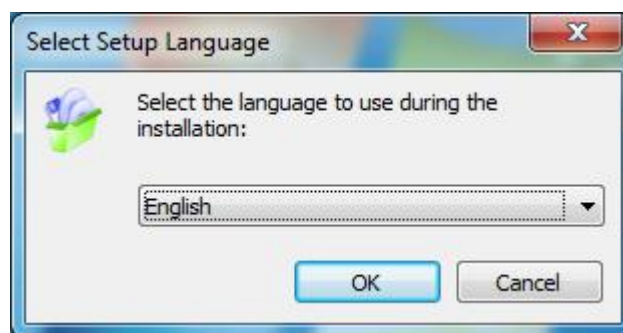 Select Setup Language
Select the language to use during the
installation:
English
OK
Cancel